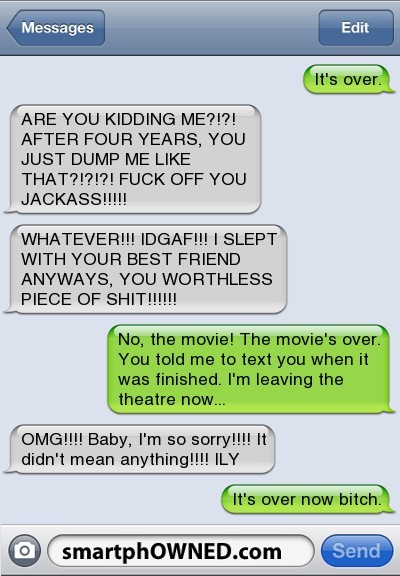 Messages
Edit
It's over.
ARE YOU KIDDING ME?!?!
AFTER FOUR YEARS, YOU
JUST DUMP ME LIKE
THAT?!?!?! FUCK OFF YOU
JACKASS!!!!!
WHATEVER!!! IDGAF!!! I SLEPT
WITH YOUR BEST FRIEND
ANYWAYS, YOU WORTHLESS
PIECE OF SHIT!!!!!!
No, the movie! The movie's over.
You told me to text you when it
was finished. I'm leaving the
theatre now...
OMG!!!! Baby, I'm so sorry!!!! It
didn't mean anything!!!! ILY
It's over now bitch.
smartphOWNED.com
Send